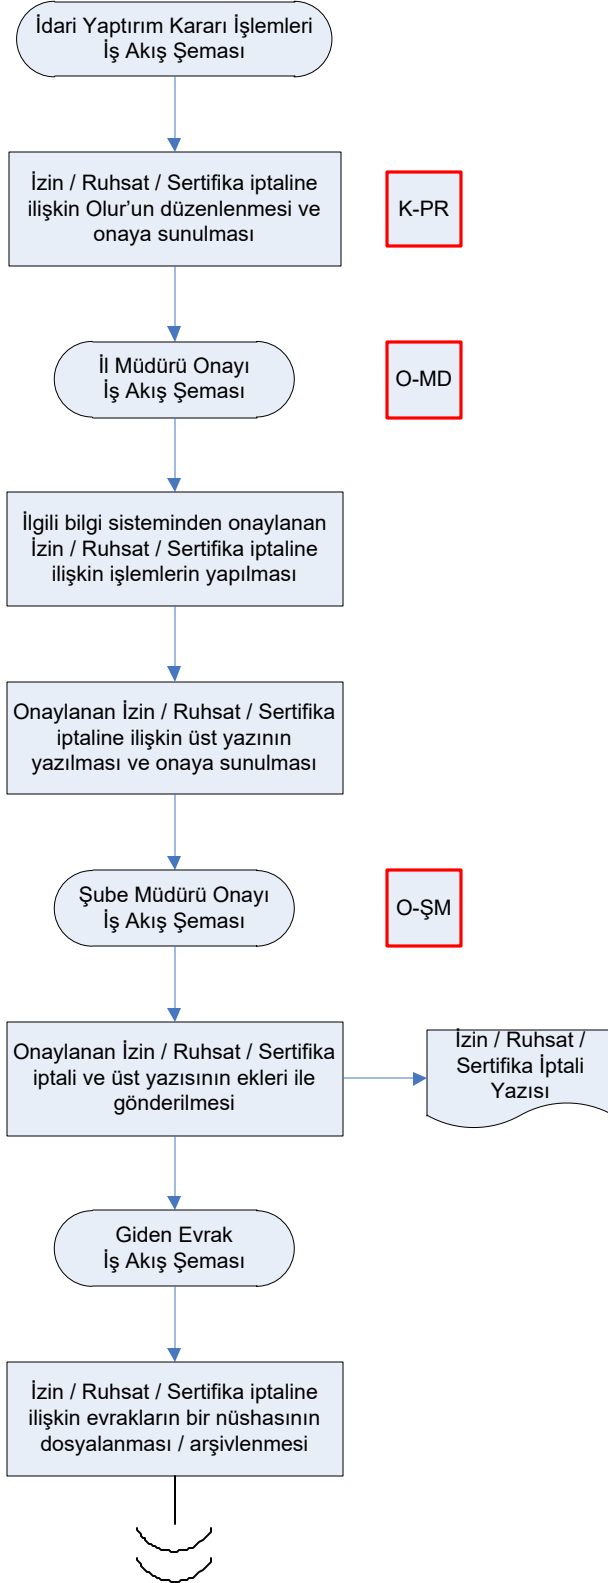 İdari Yaptırım Kararı İşlemleri
İş Akış Şeması
İzin / Ruhsat / Sertifika iptaline
ilişkin Olur’un düzenlenmesi ve
onaya sunulması
K-PR
İl Müdürü Onayı
İş Akış Şeması
O-MD
İlgili bilgi sisteminden onaylanan
İzin / Ruhsat / Sertifika iptaline
ilişkin işlemlerin yapılması
Onaylanan İzin / Ruhsat / Sertifika
iptaline ilişkin üst yazının
yazılması ve onaya sunulması
Şube Müdürü Onayı
İş Akış Şeması
O-ŞM
Onaylanan İzin / Ruhsat / Sertifika
iptali ve üst yazısının ekleri ile
gönderilmesi
İzin / Ruhsat /
Sertifika İptali
Yazısı
Giden Evrak
İş Akış Şeması
İzin / Ruhsat / Sertifika iptaline
ilişkin evrakların bir nüshasının
dosyalanması / arşivlenmesi